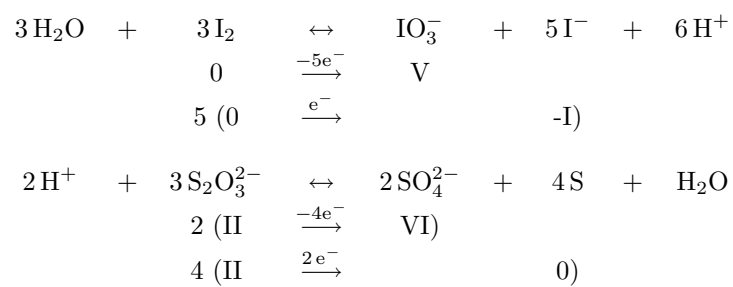 3 H₂O + 3 I₂ ↔ IO₃⁻ + 5 I⁻ + 6 H⁺
0 −5e⁻⟶ V
5 (0 e⁻⟶ -I)
2 H⁺ + 3 S₂O₃²⁻ ↔ 2 SO₄²⁻ + 4 S + H₂O
2 (II −4e⁻⟶ VI)
4 (II 2 e⁻⟶ 0)